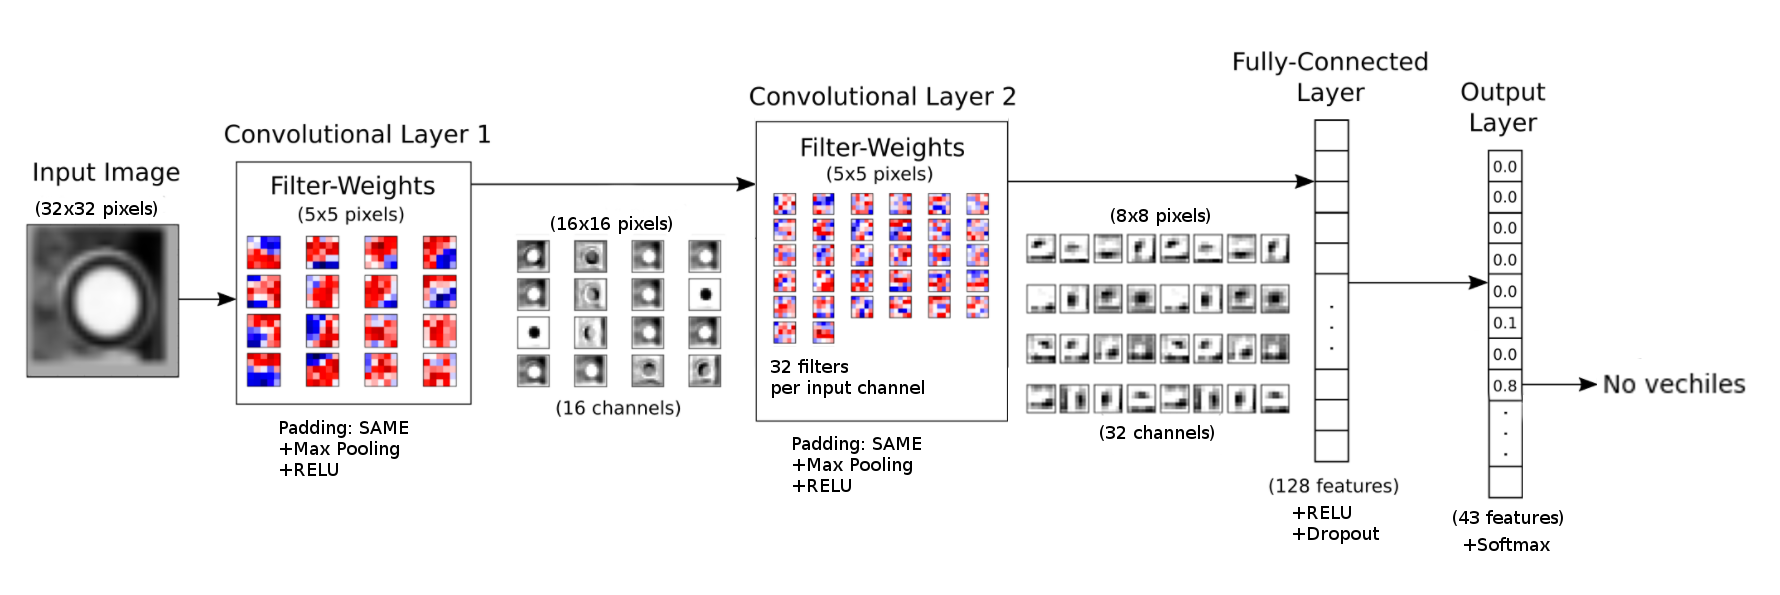 Input Image
(32x32 pixels)
Convolutional Layer 1
Filter-Weights
(5x5 pixels)
Padding: SAME
+Max Pooling
+RELU
(16x16 pixels)
(16 channels)
Convolutional Layer 2
Filter-Weights
(5x5 pixels)
32 filters
per input channel
Padding: SAME
+Max Pooling
+RELU
(8x8 pixels)
(32 channels)
Fully-Connected
Layer
(128 features)
+RELU
+Dropout
Output
Layer
0.0
0.0
0.0
0.0
0.0
0.1
0.0
0.8
(43 features)
+Softmax
No vechiles